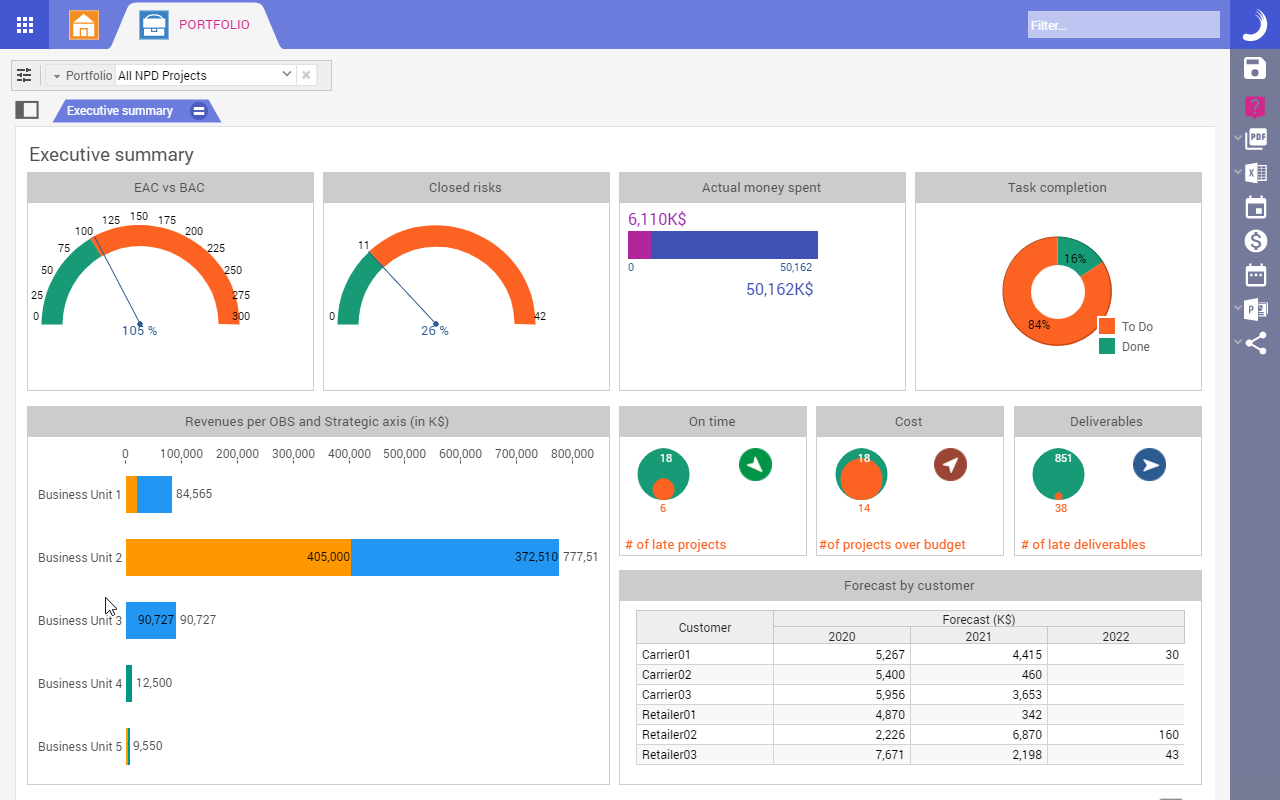 PORTFOLIO
Filter...
Portfolio All NPD Projects
Executive summary
Executive summary
EAC vs BAC
0 25 50 75 100 125 150 175 200 225 250 275 300
105 %
Closed risks
0 11 42
26 %
Actual money spent
6,110K$
0 50,162
50,162K$
Task completion
16%
84%
To Do
Done
Revenues per OBS and Strategic axis (in K$)
0 100,000 200,000 300,000 400,000 500,000 600,000 700,000 800,000
Business Unit 1 84,565
Business Unit 2 405,000 372,510 777,51
Business Unit 3 90,727 90,727
Business Unit 4 12,500
Business Unit 5 9,550
On time
18
6
# of late projects
Cost
18
14
#of projects over budget
Deliverables
851
38
# of late deliverables
Forecast by customer
Customer Forecast (K$)
2020 2021 2022
Carrier01 5,267 4,415 30
Carrier02 5,400 460
Carrier03 5,956 3,653
Retailer01 4,870 342
Retailer02 2,226 6,870 160
Retailer03 7,671 2,198 43
?
PDF
X
$
P